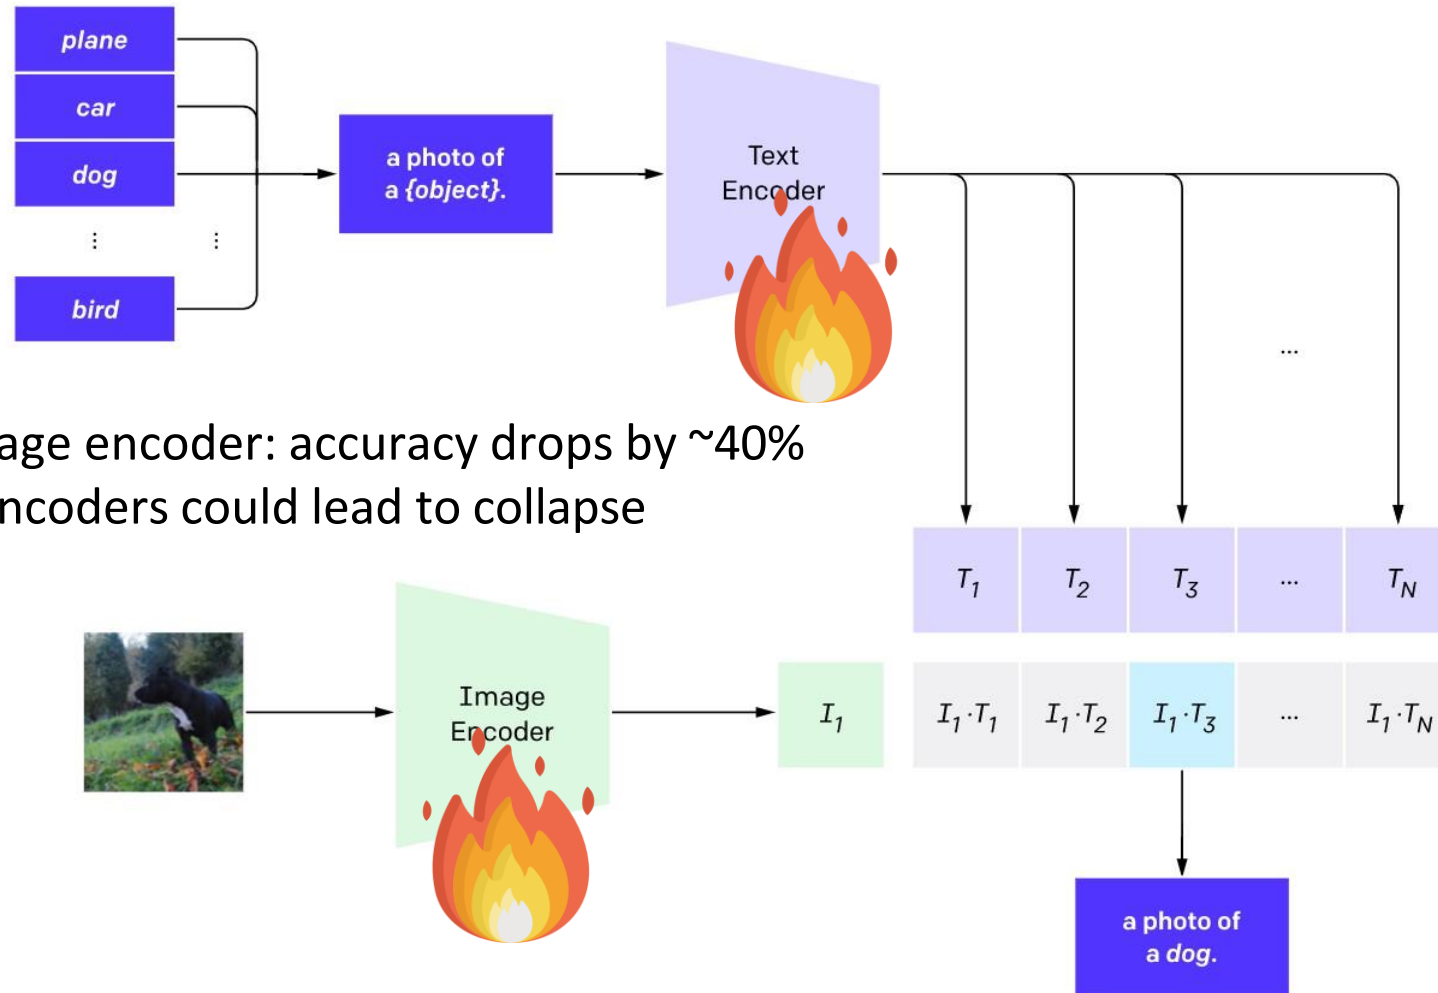 plane
car
dog
⋮ ⋮
bird
a photo of
a {object}.
Text
Encoder
...
age encoder: accuracy drops by ~40%
ncoders could lead to collapse
T1 T2 T3 ... TN
Image
Encoder
I1
I1·T1 I1·T2 I1·T3 ... I1·TN
a photo of
a dog.